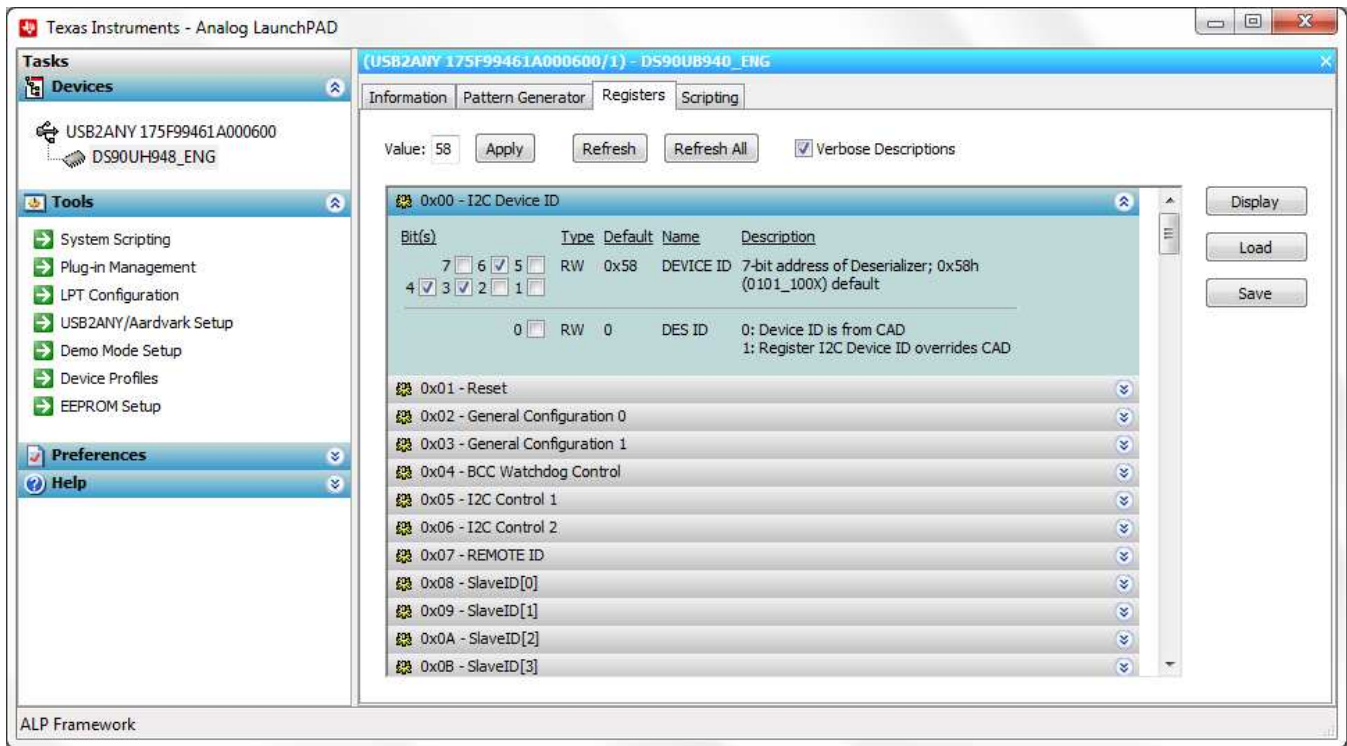 Texas Instruments - Analog LaunchPAD
Tasks
Devices
USB2ANY 175F99461A000600
DS90UH948_ENG
Tools
System Scripting
Plug-in Management
LPT Configuration
USB2ANY/Aardvark Setup
Demo Mode Setup
Device Profiles
EEPROM Setup
Preferences
Help
(USB2ANY 175F99461A000600/1) - DS90UB940_ENG
Information Pattern Generator Registers Scripting
Value: 58 Apply Refresh Refresh All Verbose Descriptions
0x00 - I2C Device ID
Bit(s) Type Default Name Description
7 6 5 RW 0x58 DEVICE ID 7-bit address of Deserializer; 0x58h
4 3 2 1 (0101_100X) default
0 RW 0 DES ID 0: Device ID is from CAD
1: Register I2C Device ID overrides CAD
0x01 - Reset
0x02 - General Configuration 0
0x03 - General Configuration 1
0x04 - BCC Watchdog Control
0x05 - I2C Control 1
0x06 - I2C Control 2
0x07 - REMOTE ID
0x08 - SlaveID[0]
0x09 - SlaveID[1]
0x0A - SlaveID[2]
0x0B - SlaveID[3]
Display
Load
Save
ALP Framework